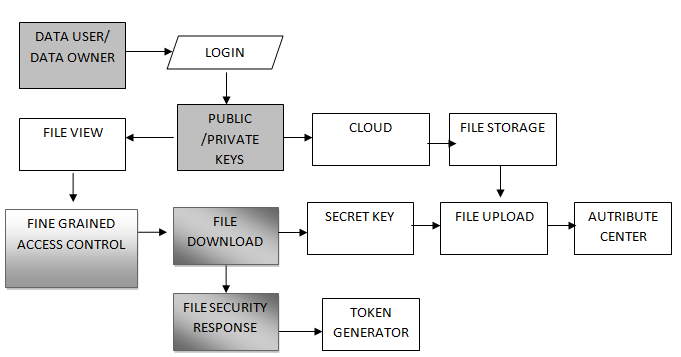 DATA USER/
DATA OWNER
LOGIN
PUBLIC
/PRIVATE
KEYS
FILE VIEW
CLOUD
FILE STORAGE
FINE GRAINED
ACCESS CONTROL
FILE
DOWNLOAD
SECRET KEY
FILE UPLOAD
AUTRIBUTE
CENTER
FILE SECURITY
RESPONSE
TOKEN
GENERATOR